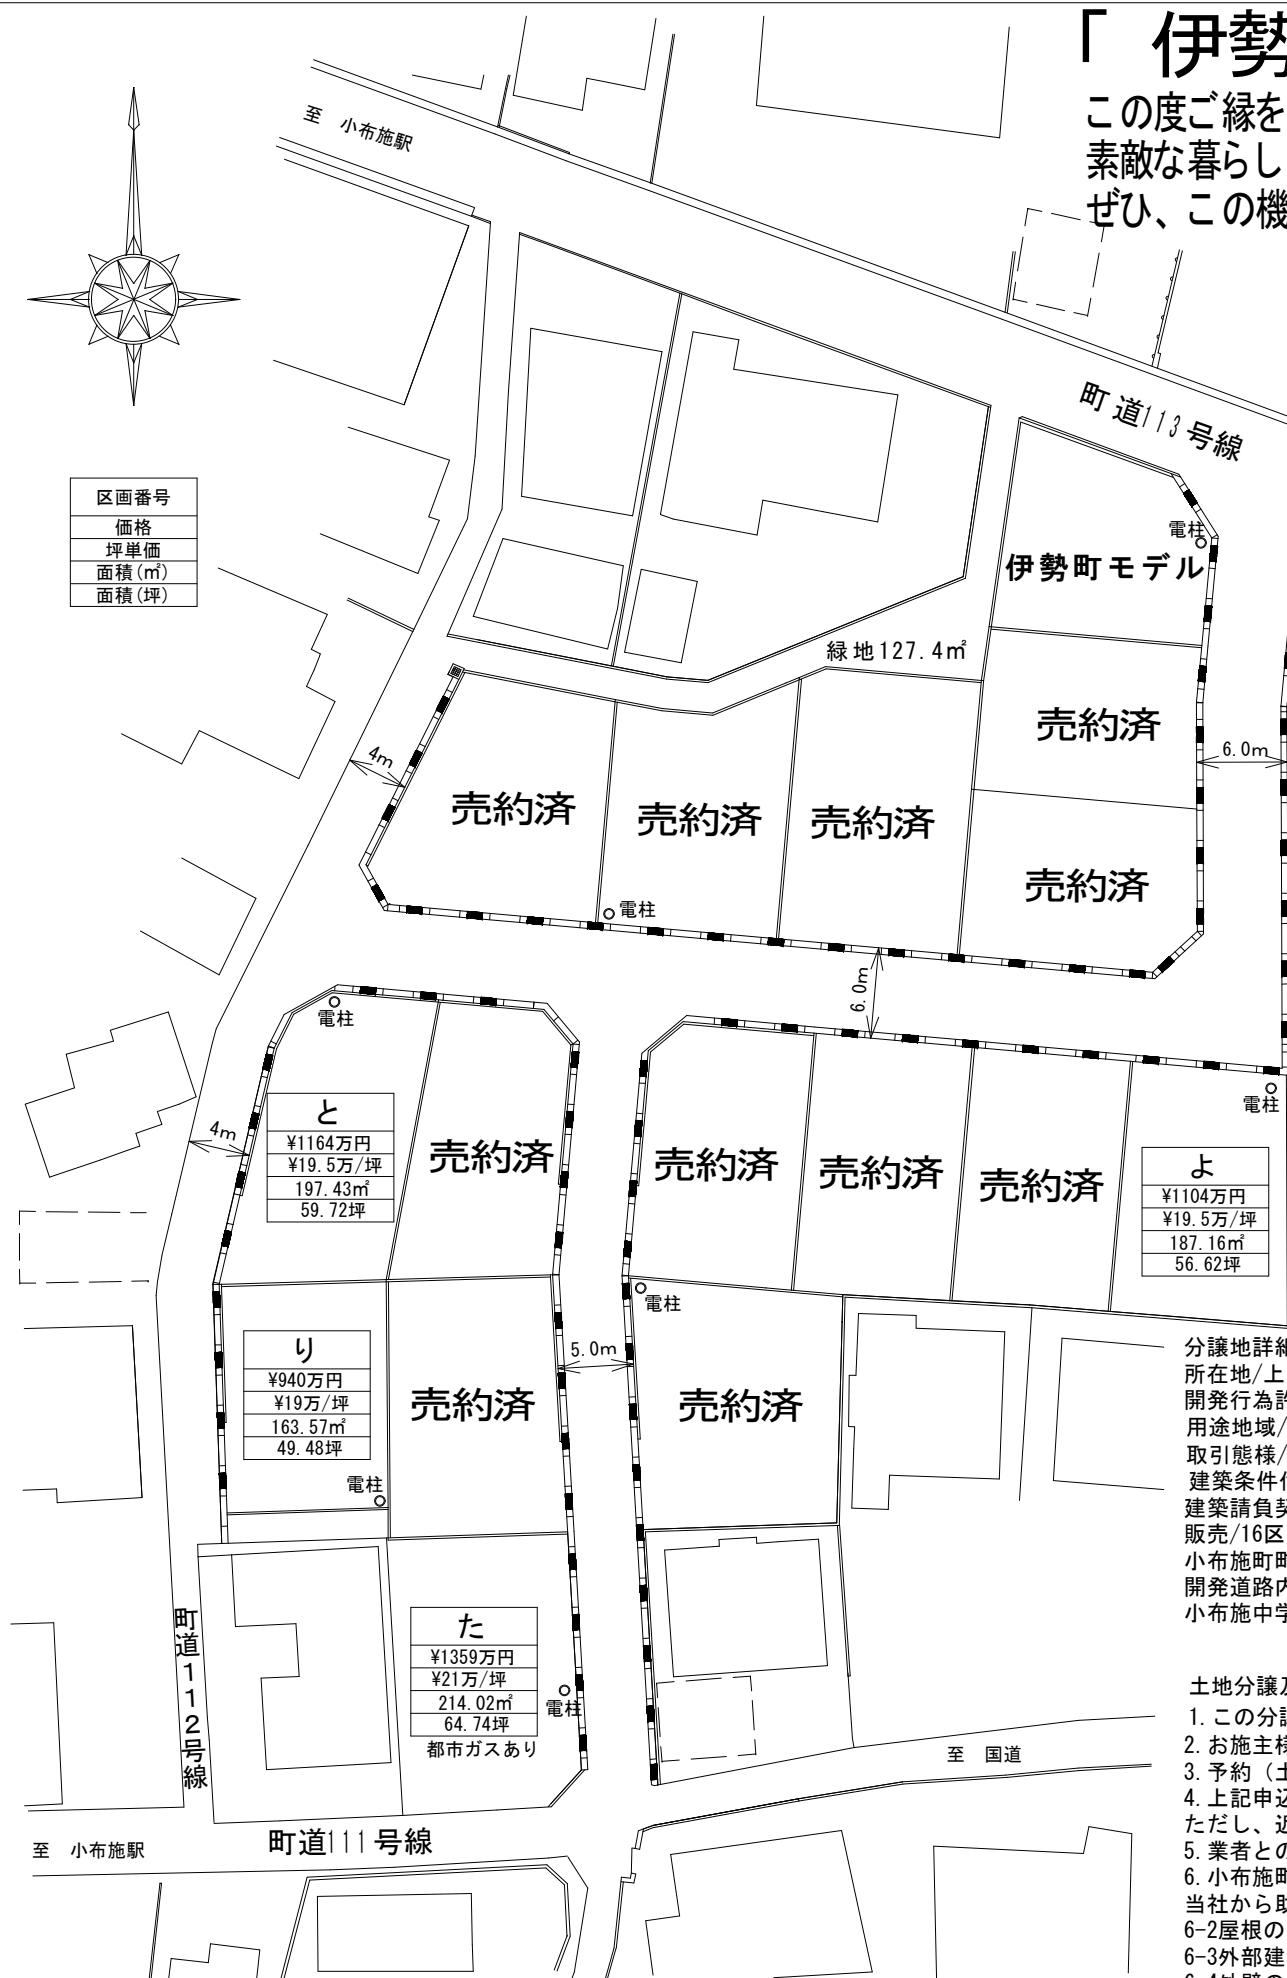 「 伊勢
この度ご縁を
素敵な暮らし
ぜひ、この機
至 小布施駅
町道113号線
区画番号
価格
坪単価
面積(㎡)
面積(坪)
電柱
伊勢町モデル
緑地127.4㎡
売約済
6.0m
4m
売約済
売約済
売約済
売約済
電柱
6.0m
電柱
電柱
4m
と
¥1164万円
¥19.5万/坪
197.43㎡
59.72坪
売約済
売約済
売約済
売約済
よ
¥1104万円
¥19.5万/坪
187.16㎡
56.62坪
電柱
り
¥940万円
¥19万/坪
163.57㎡
49.48坪
電柱
売約済
5.0m
売約済
分譲地詳細
所在地/上
開発行為許
用途地域/
取引態様/
建築条件付
建築請負契
販売/16区
小布施町町
開発道路内
小布施中学
町道112号線
た
¥1359万円
¥21万/坪
214.02㎡
64.74坪
都市ガスあり
電柱
至 国道
至 小布施駅
町道111号線
土地分譲及
1.この分譲
2.お施主様
3.予約（土
4.上記申込
ただし、近
5.業者との
6.小布施町
当社から助
6-2屋根の
6-3外部建